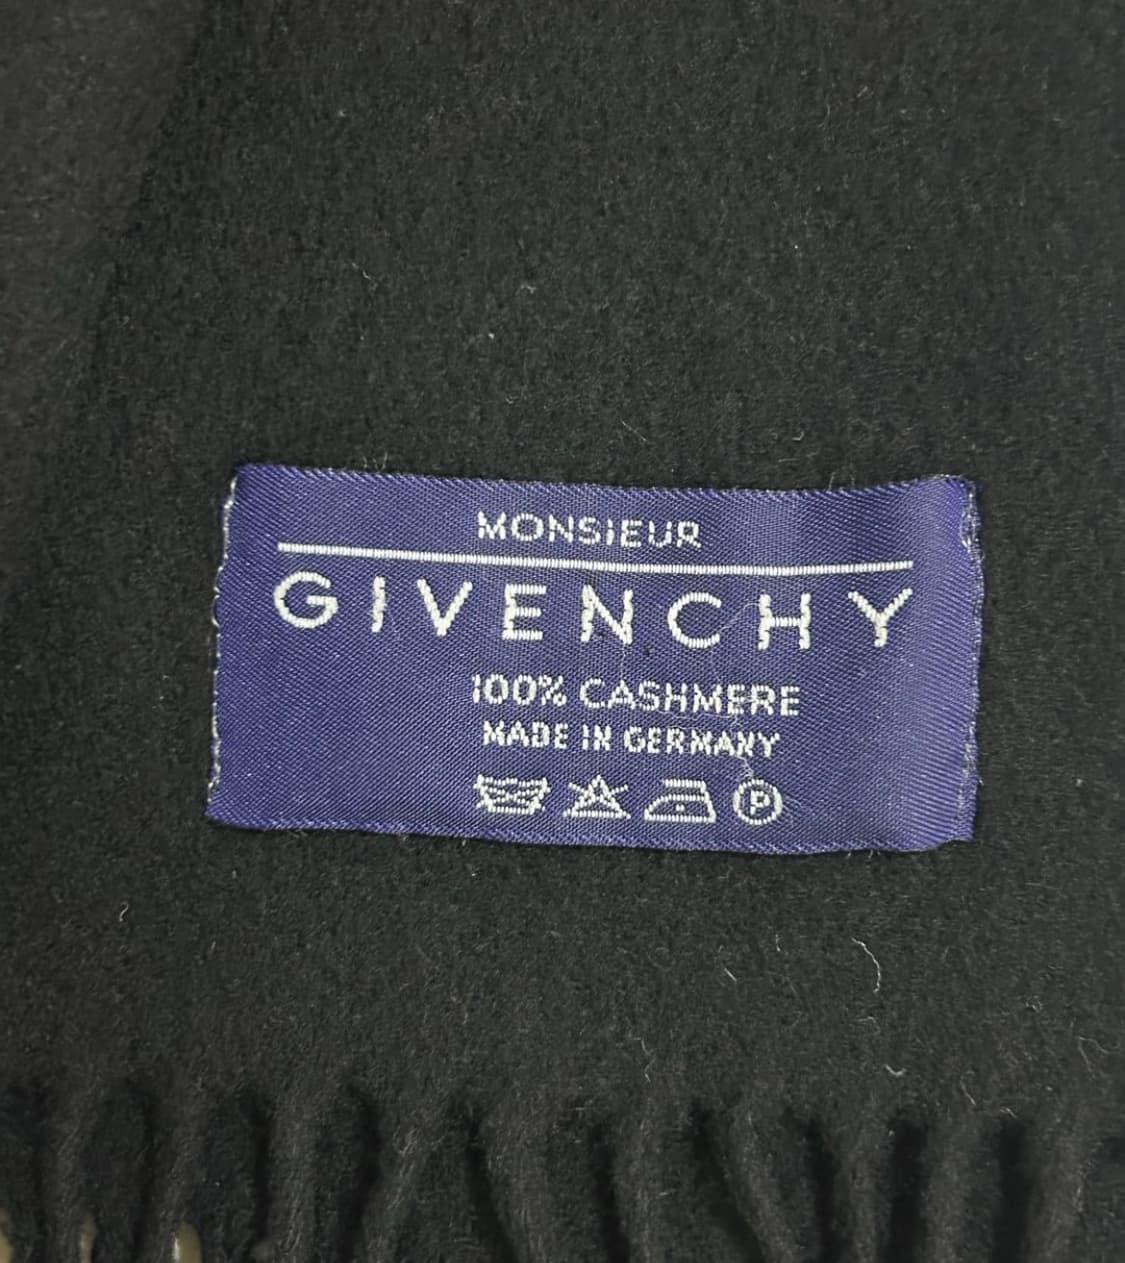 MONSIEUR
GIVENCHY
100% CASHMERE
MADE IN GERMANY
P